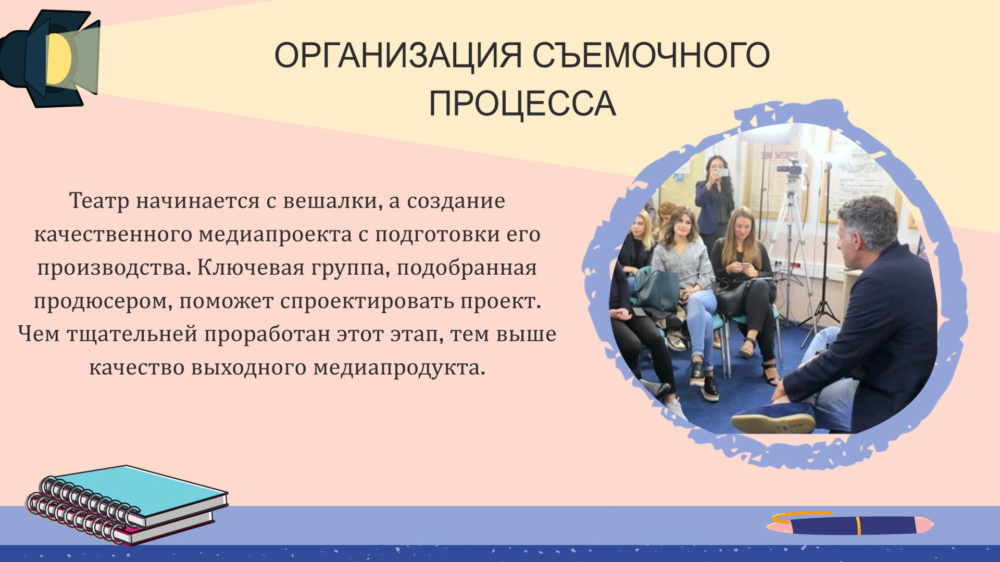 ОРГАНИЗАЦИЯ СЪЕМОЧНОГО
ПРОЦЕССА
Театр начинается с вешалки, а создание
качественного медиапроекта с подготовки его
производства. Ключевая группа, подобранная
продюсером, поможет спроектировать проект.
Чем тщательней проработан этот этап, тем выше
качество выходного медиапродукта.